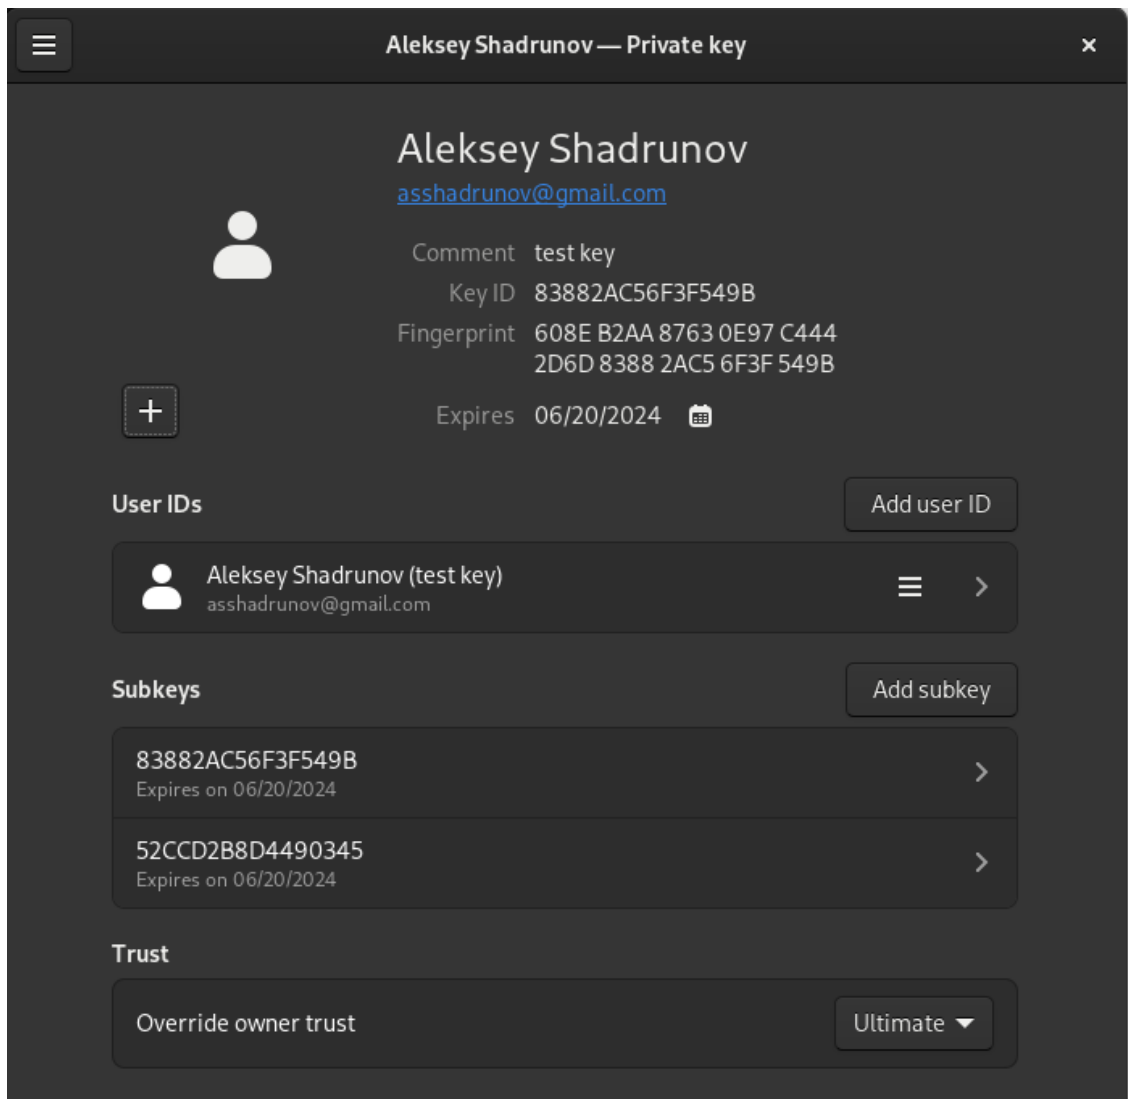 Aleksey Shadrunov — Private key
Aleksey Shadrunov
asshadrunov@gmail.com
Comment test key
Key ID 83882AC56F3F549B
Fingerprint 608E B2AA 8763 0E97 C444
2D6D 8388 2AC5 6F3F 549B
Expires 06/20/2024
User IDs Add user ID
Aleksey Shadrunov (test key)
asshadrunov@gmail.com
Subkeys Add subkey
83882AC56F3F549B
Expires on 06/20/2024
52CCD2B8D4490345
Expires on 06/20/2024
Trust
Override owner trust Ultimate